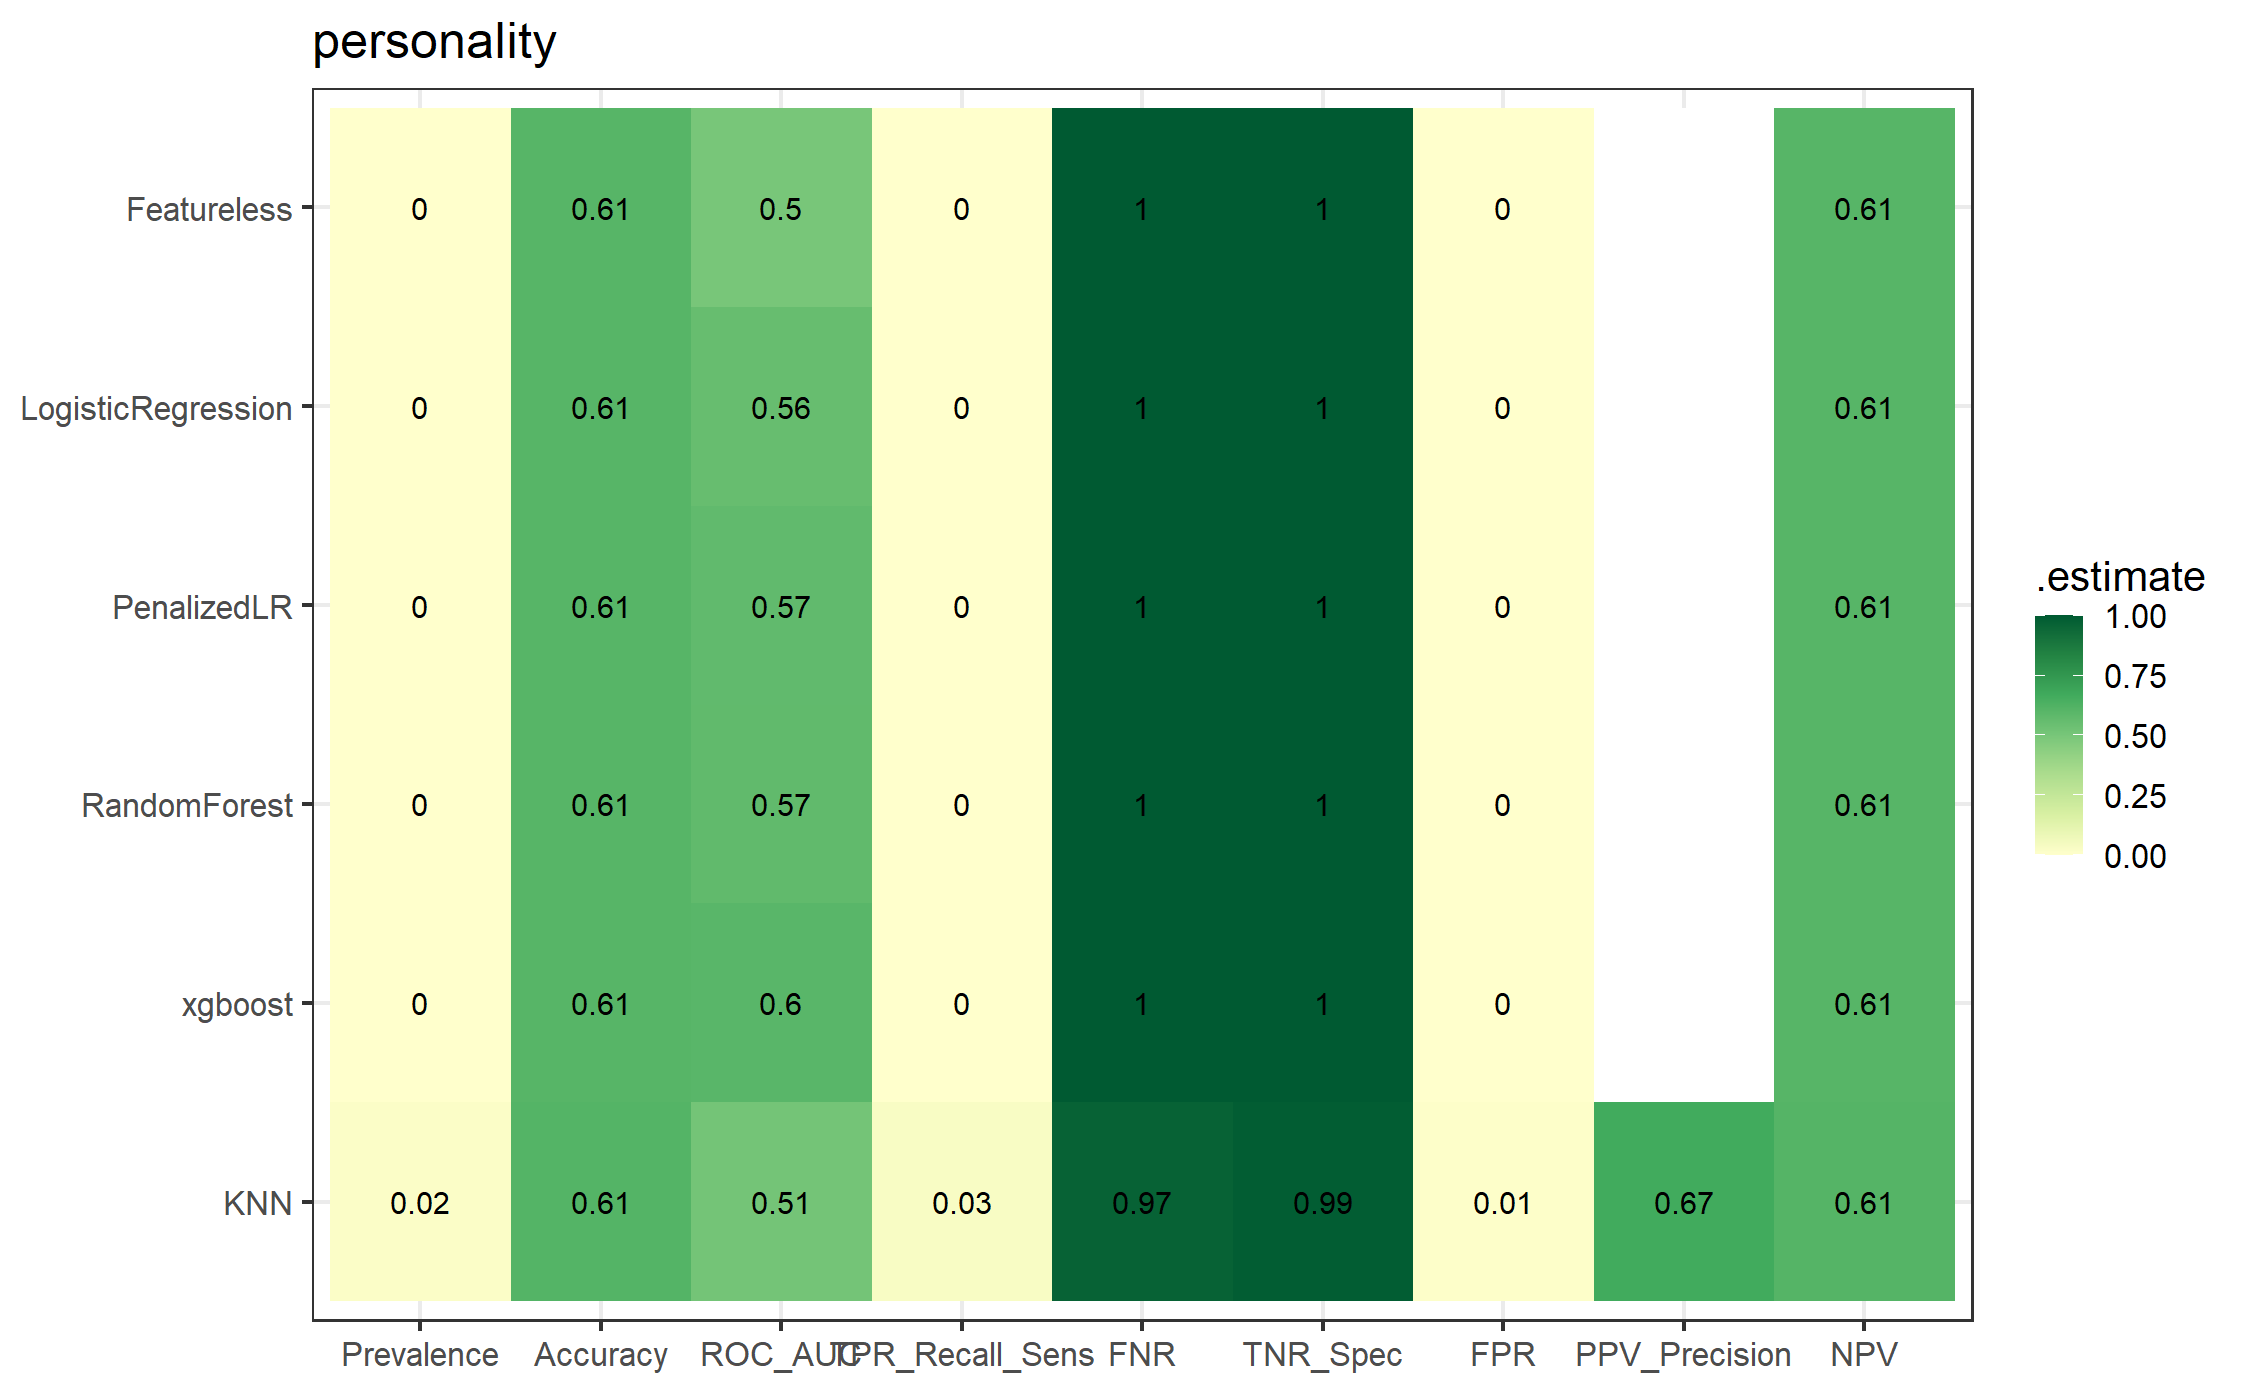 personality
Featureless 0 0.61 0.5 0 1 1 0 0.61
LogisticRegression 0 0.61 0.56 0 1 1 0 0.61
PenalizedLR 0 0.61 0.57 0 1 1 0 0.61
RandomForest 0 0.61 0.57 0 1 1 0 0.61
xgboost 0 0.61 0.6 0 1 1 0 0.61
KNN 0.02 0.61 0.51 0.03 0.97 0.99 0.01 0.67 0.61
Prevalence Accuracy ROC_AUC TPR_Recall_Sens FNR TNR_Spec FPR PPV_Precision NPV
.estimate
1.00
0.75
0.50
0.25
0.00